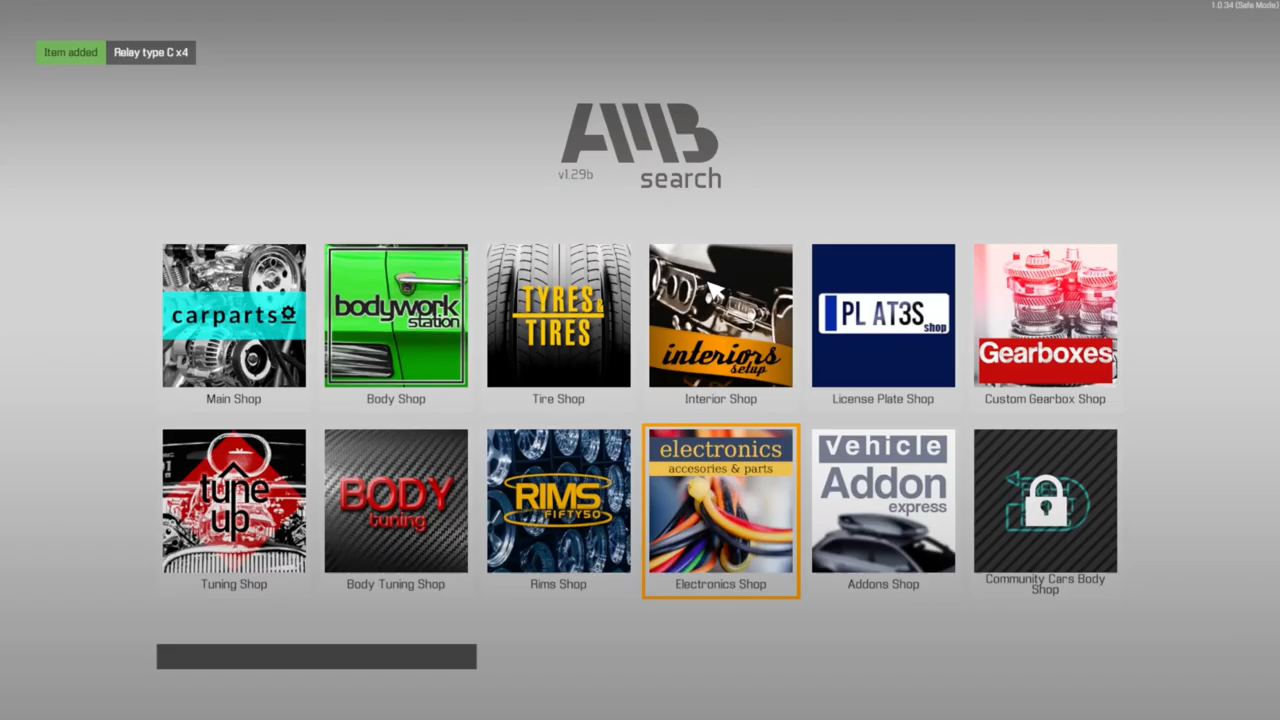 1.0.34 (Safe Mode)
Item added
Relay type C x4
AMB
v1.29b
search
carparts
bodywork
station
TYRES&
TIRES
interiors
setup
PL AT3S
shop
Gearboxes
Main Shop
Body Shop
Tire Shop
Interior Shop
License Plate Shop
Custom Gearbox Shop
tune
up
BODY
tuning
RIMS
FIFTY50
electronics
accesories & parts
vehicle
Addon
express
Tuning Shop
Body Tuning Shop
Rims Shop
Electronics Shop
Addons Shop
Community Cars Body
Shop